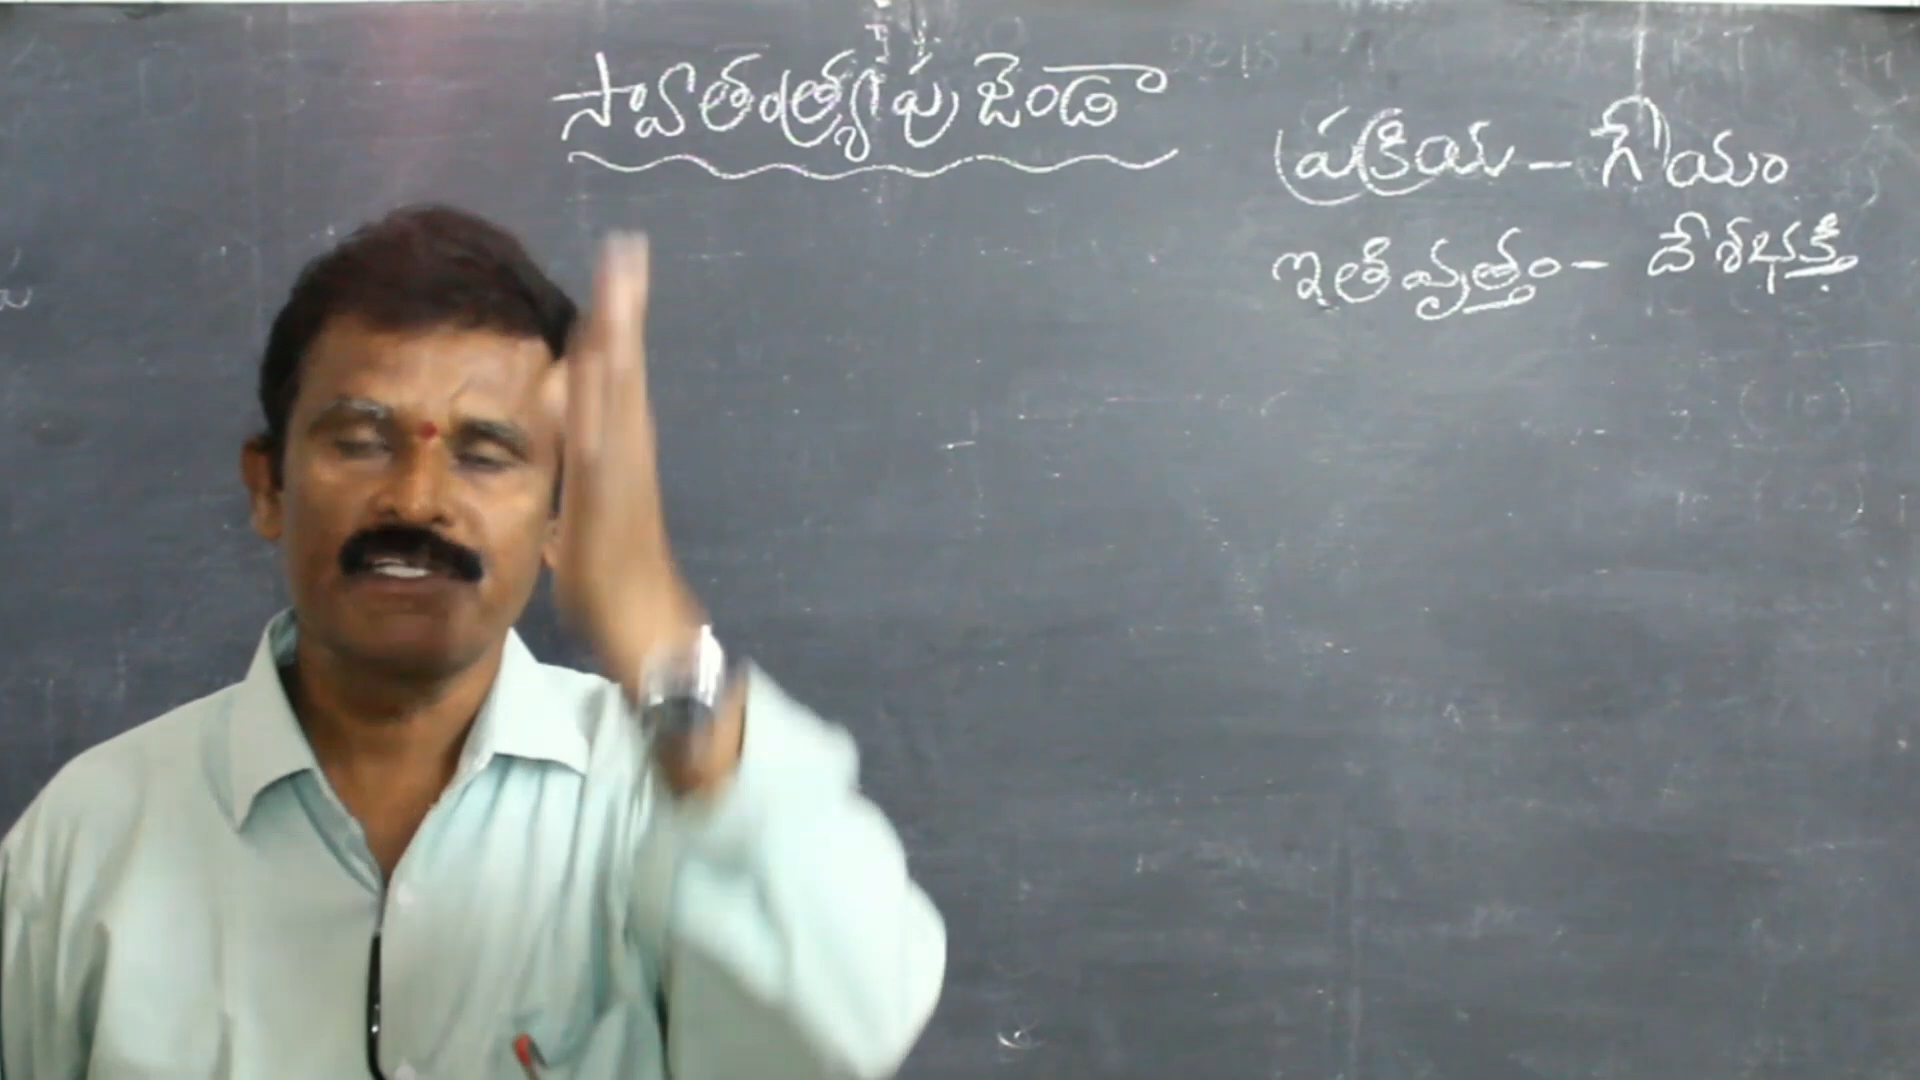 స్వాతంత్ర్యపు జెండా
ప్రక్రియ - గేయం
ఇతివృత్తం - దేశభక్తి